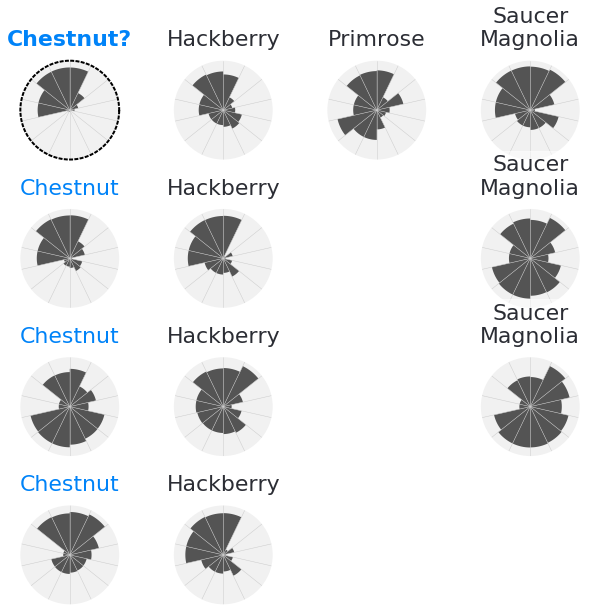 Chestnut?
Hackberry
Primrose
Saucer
Magnolia
Chestnut
Hackberry
Saucer
Magnolia
Chestnut
Hackberry
Saucer
Magnolia
Chestnut
Hackberry